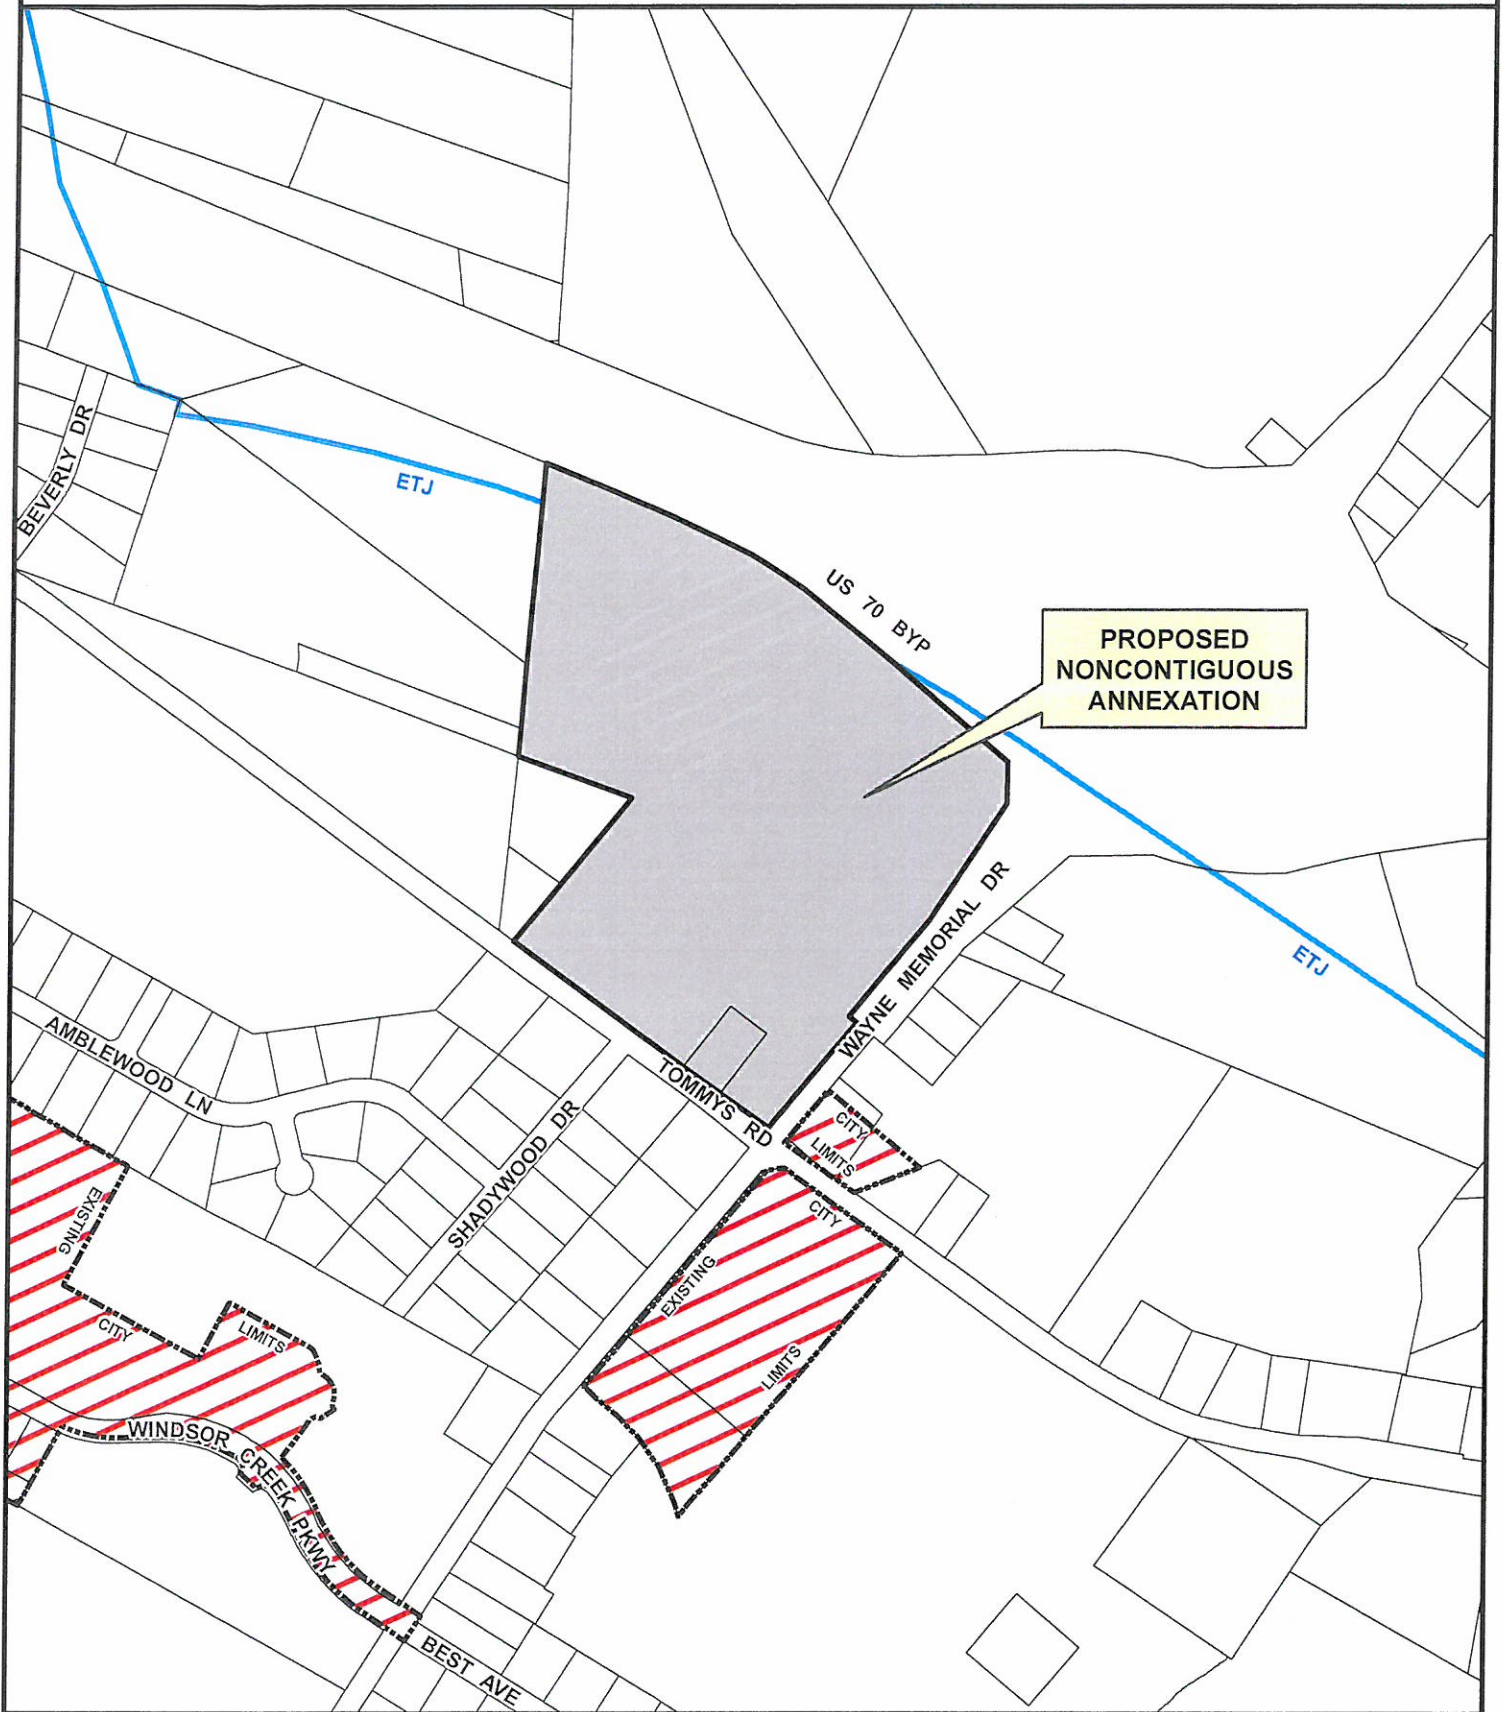 BEVERLY DR
ETJ
US 70 BYP
PROPOSED
NONCONTIGUOUS
ANNEXATION
WAYNE MEMORIAL DR
ETJ
AMBLEWOOD LN
TOMMYS RD
SHADYWOOD DR
CITY
LIMITS
EXISTING
CITY
EXISTING
LIMITS
CITY
LIMITS
WINDSOR CREEK PKWY
BEST AVE